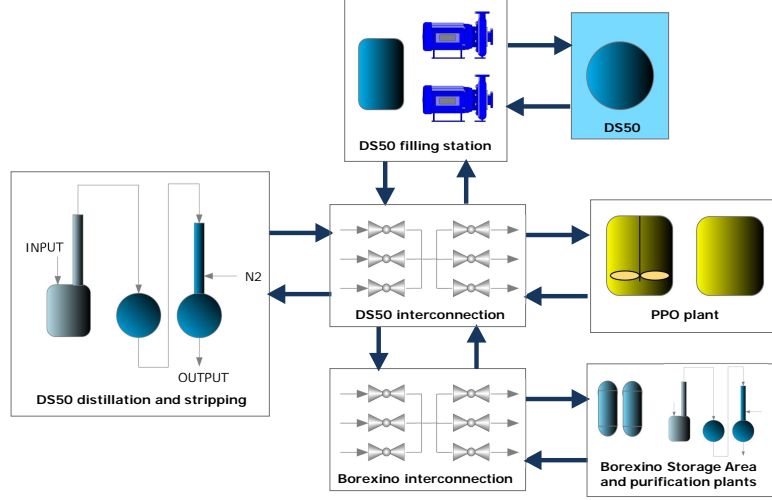 DS50 filling station
DS50
INPUT
N2
OUTPUT
DS50 distillation and stripping
DS50 interconnection
PPO plant
Borexino interconnection
Borexino Storage Area
and purification plants